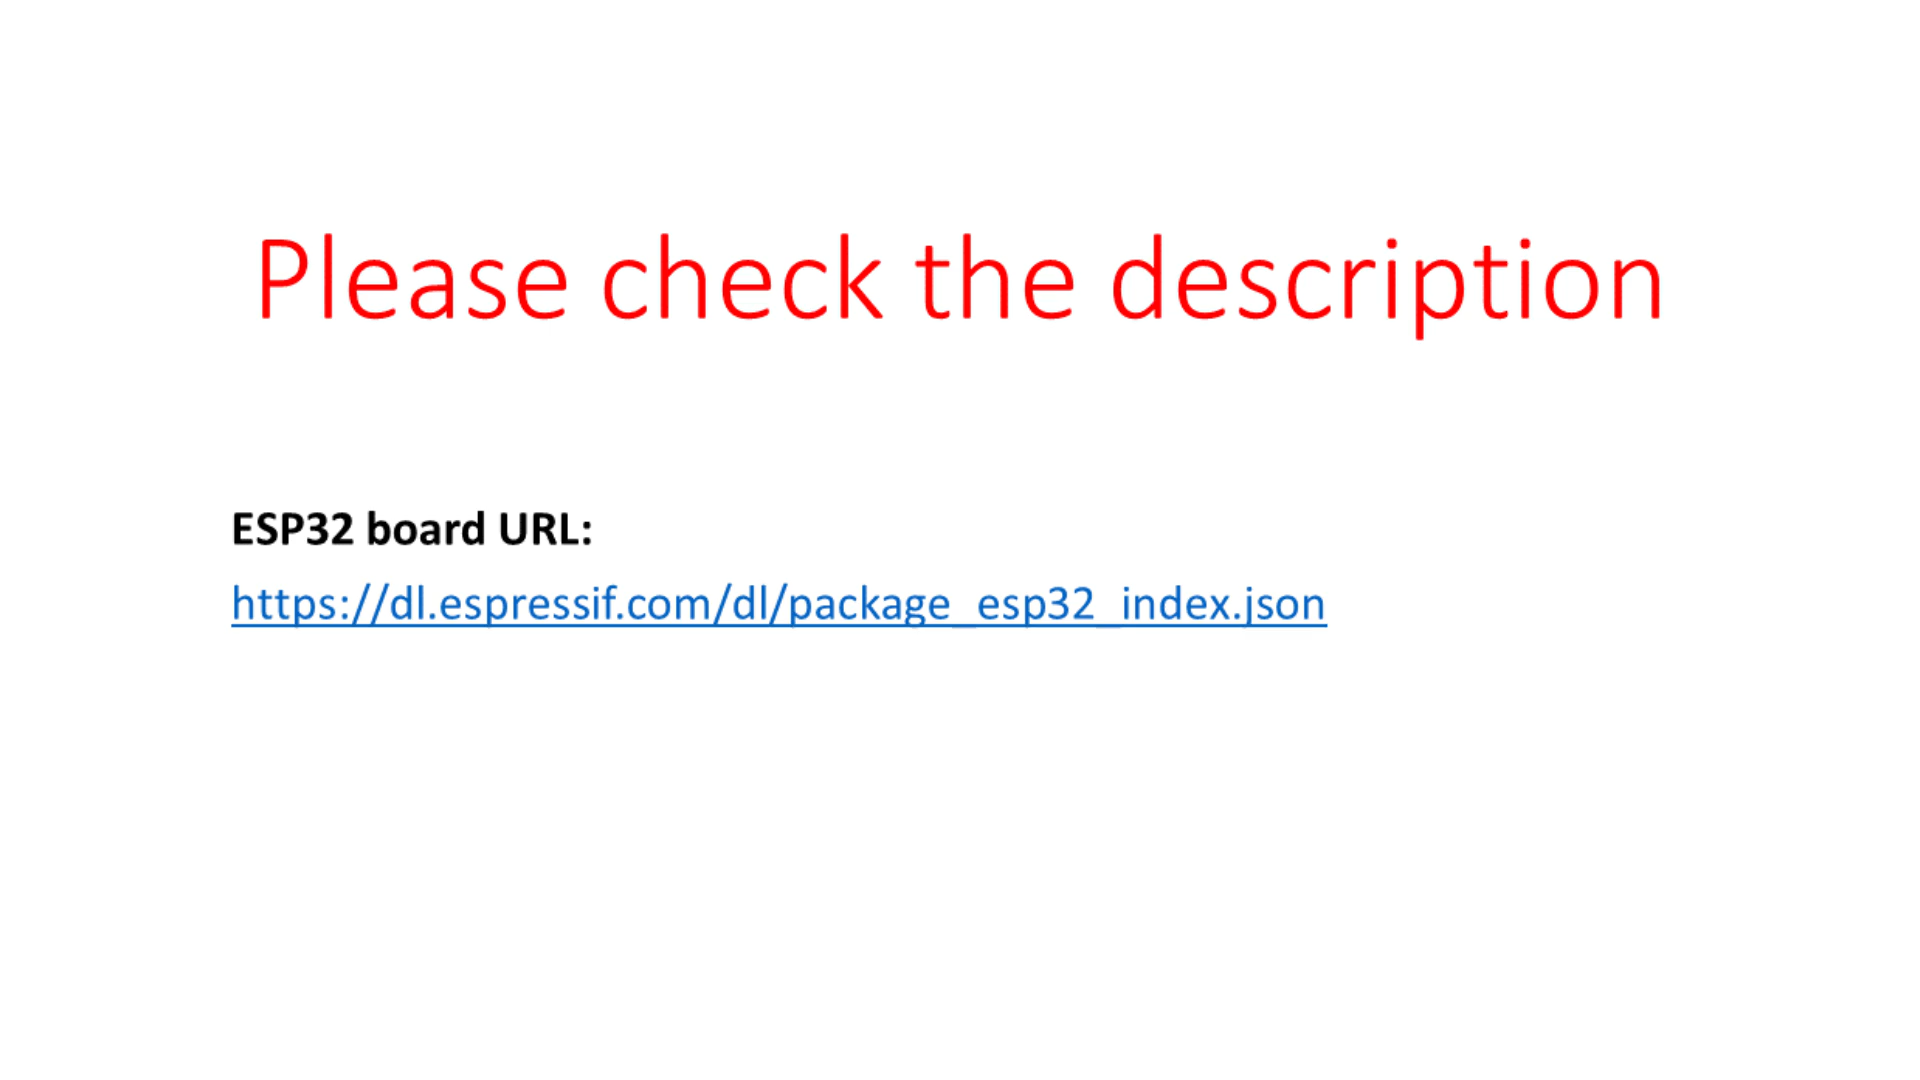 Please check the description
ESP32 board URL:
https://dl.espressif.com/dl/package_esp32_index.json